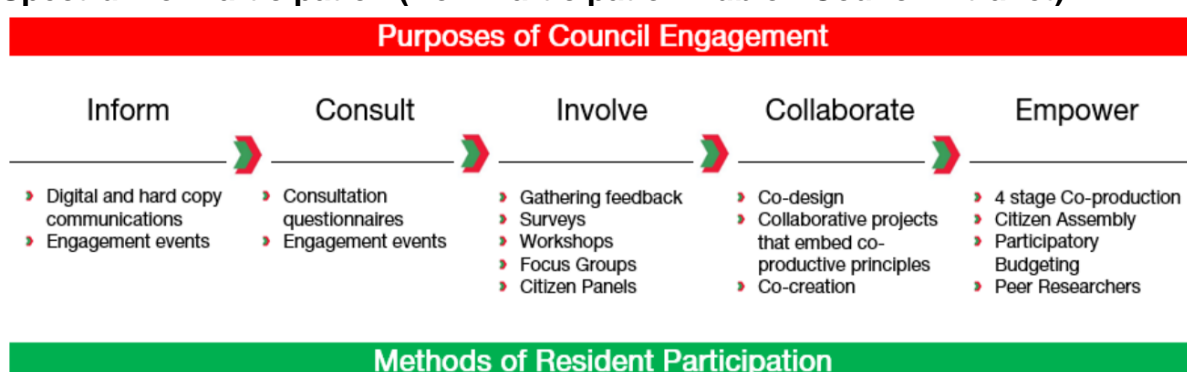 Purposes of Council Engagement
Inform
Digital and hard copy
communications
Engagement events
Consult
Consultation
questionnaires
Engagement events
Involve
Gathering feedback
Surveys
Workshops
Focus Groups
Citizen Panels
Collaborate
Co-design
Collaborative projects
that embed co-
productive principles
Co-creation
Empower
4 stage Co-production
Citizen Assembly
Participatory
Budgeting
Peer Researchers
Methods of Resident Participation